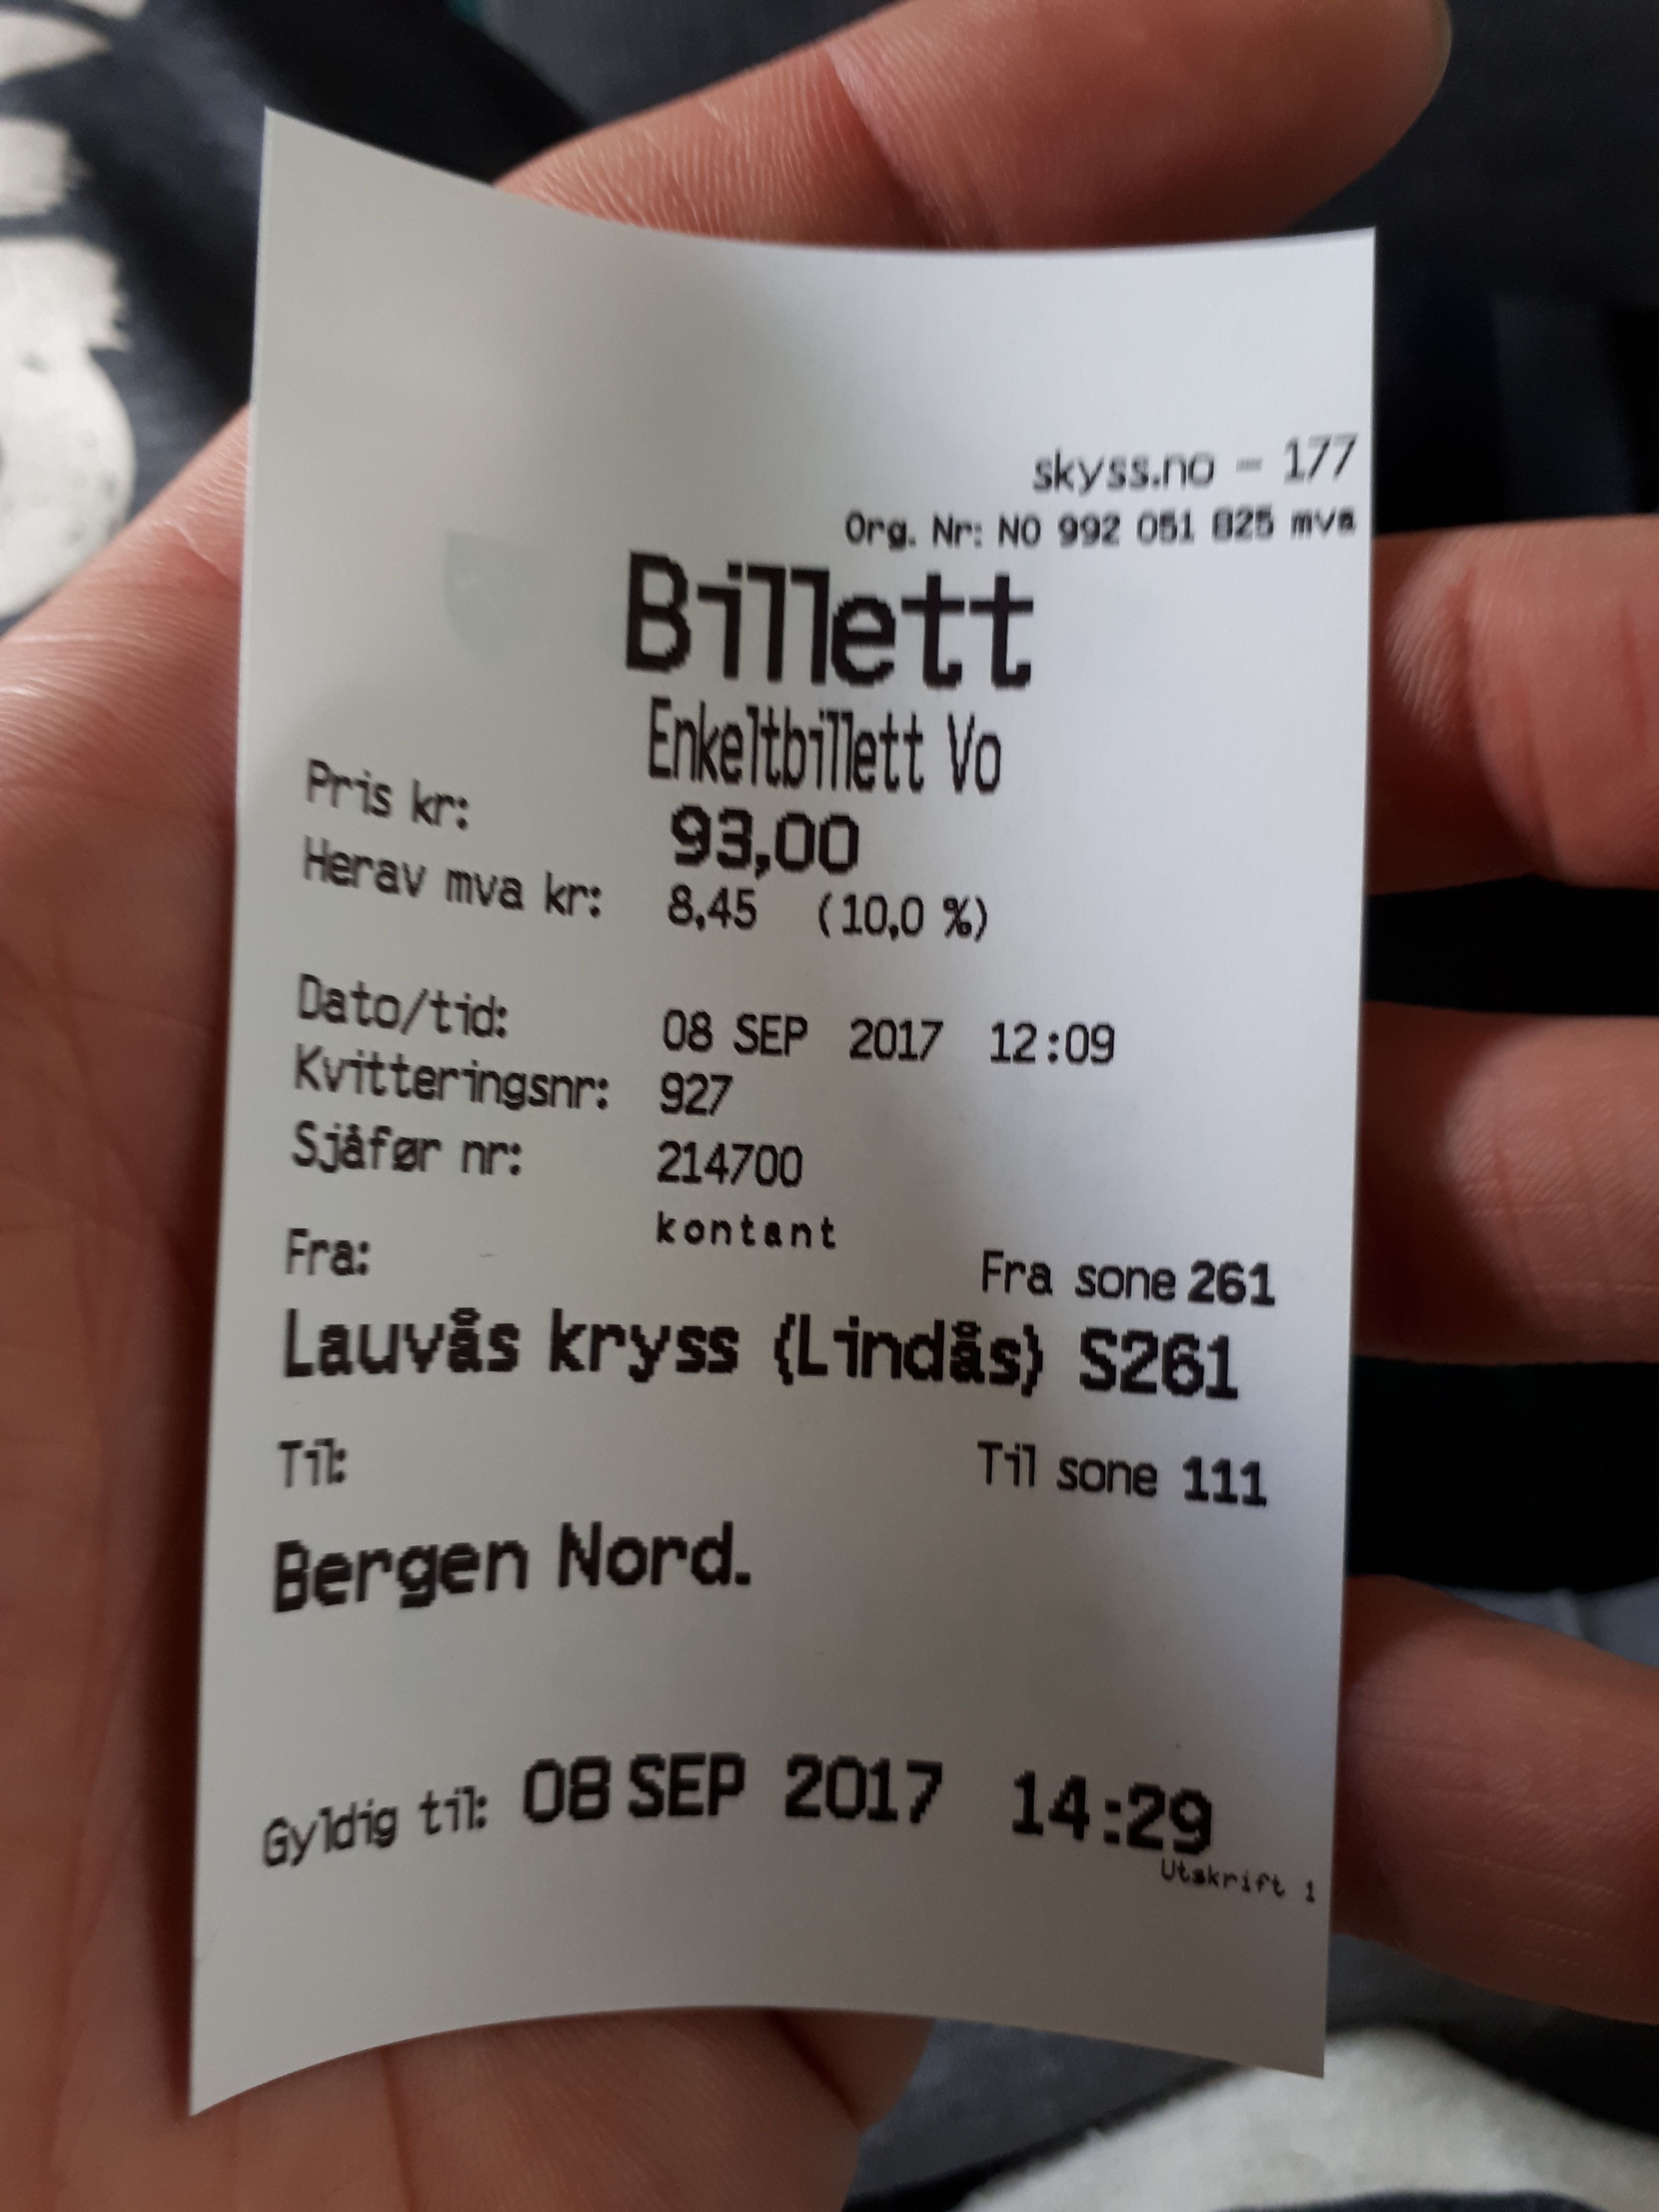 skyss.no - 177
Org. Nr: NO 992 051 825 mva
Billett
Enkeltbillett Vo
Pris kr: 93,00
Herav mva kr: 8,45 (10,0 %)
Dato/tid: 08 SEP 2017 12:09
Kvitteringsnr: 927
Sjåfør nr: 214700
kontant
Fra: Fra sone 261
Lauvås kryss (Lindås) S261
Til: Til sone 111
Bergen Nord.
Gyldig til: 08 SEP 2017 14:29
Utskrift 1